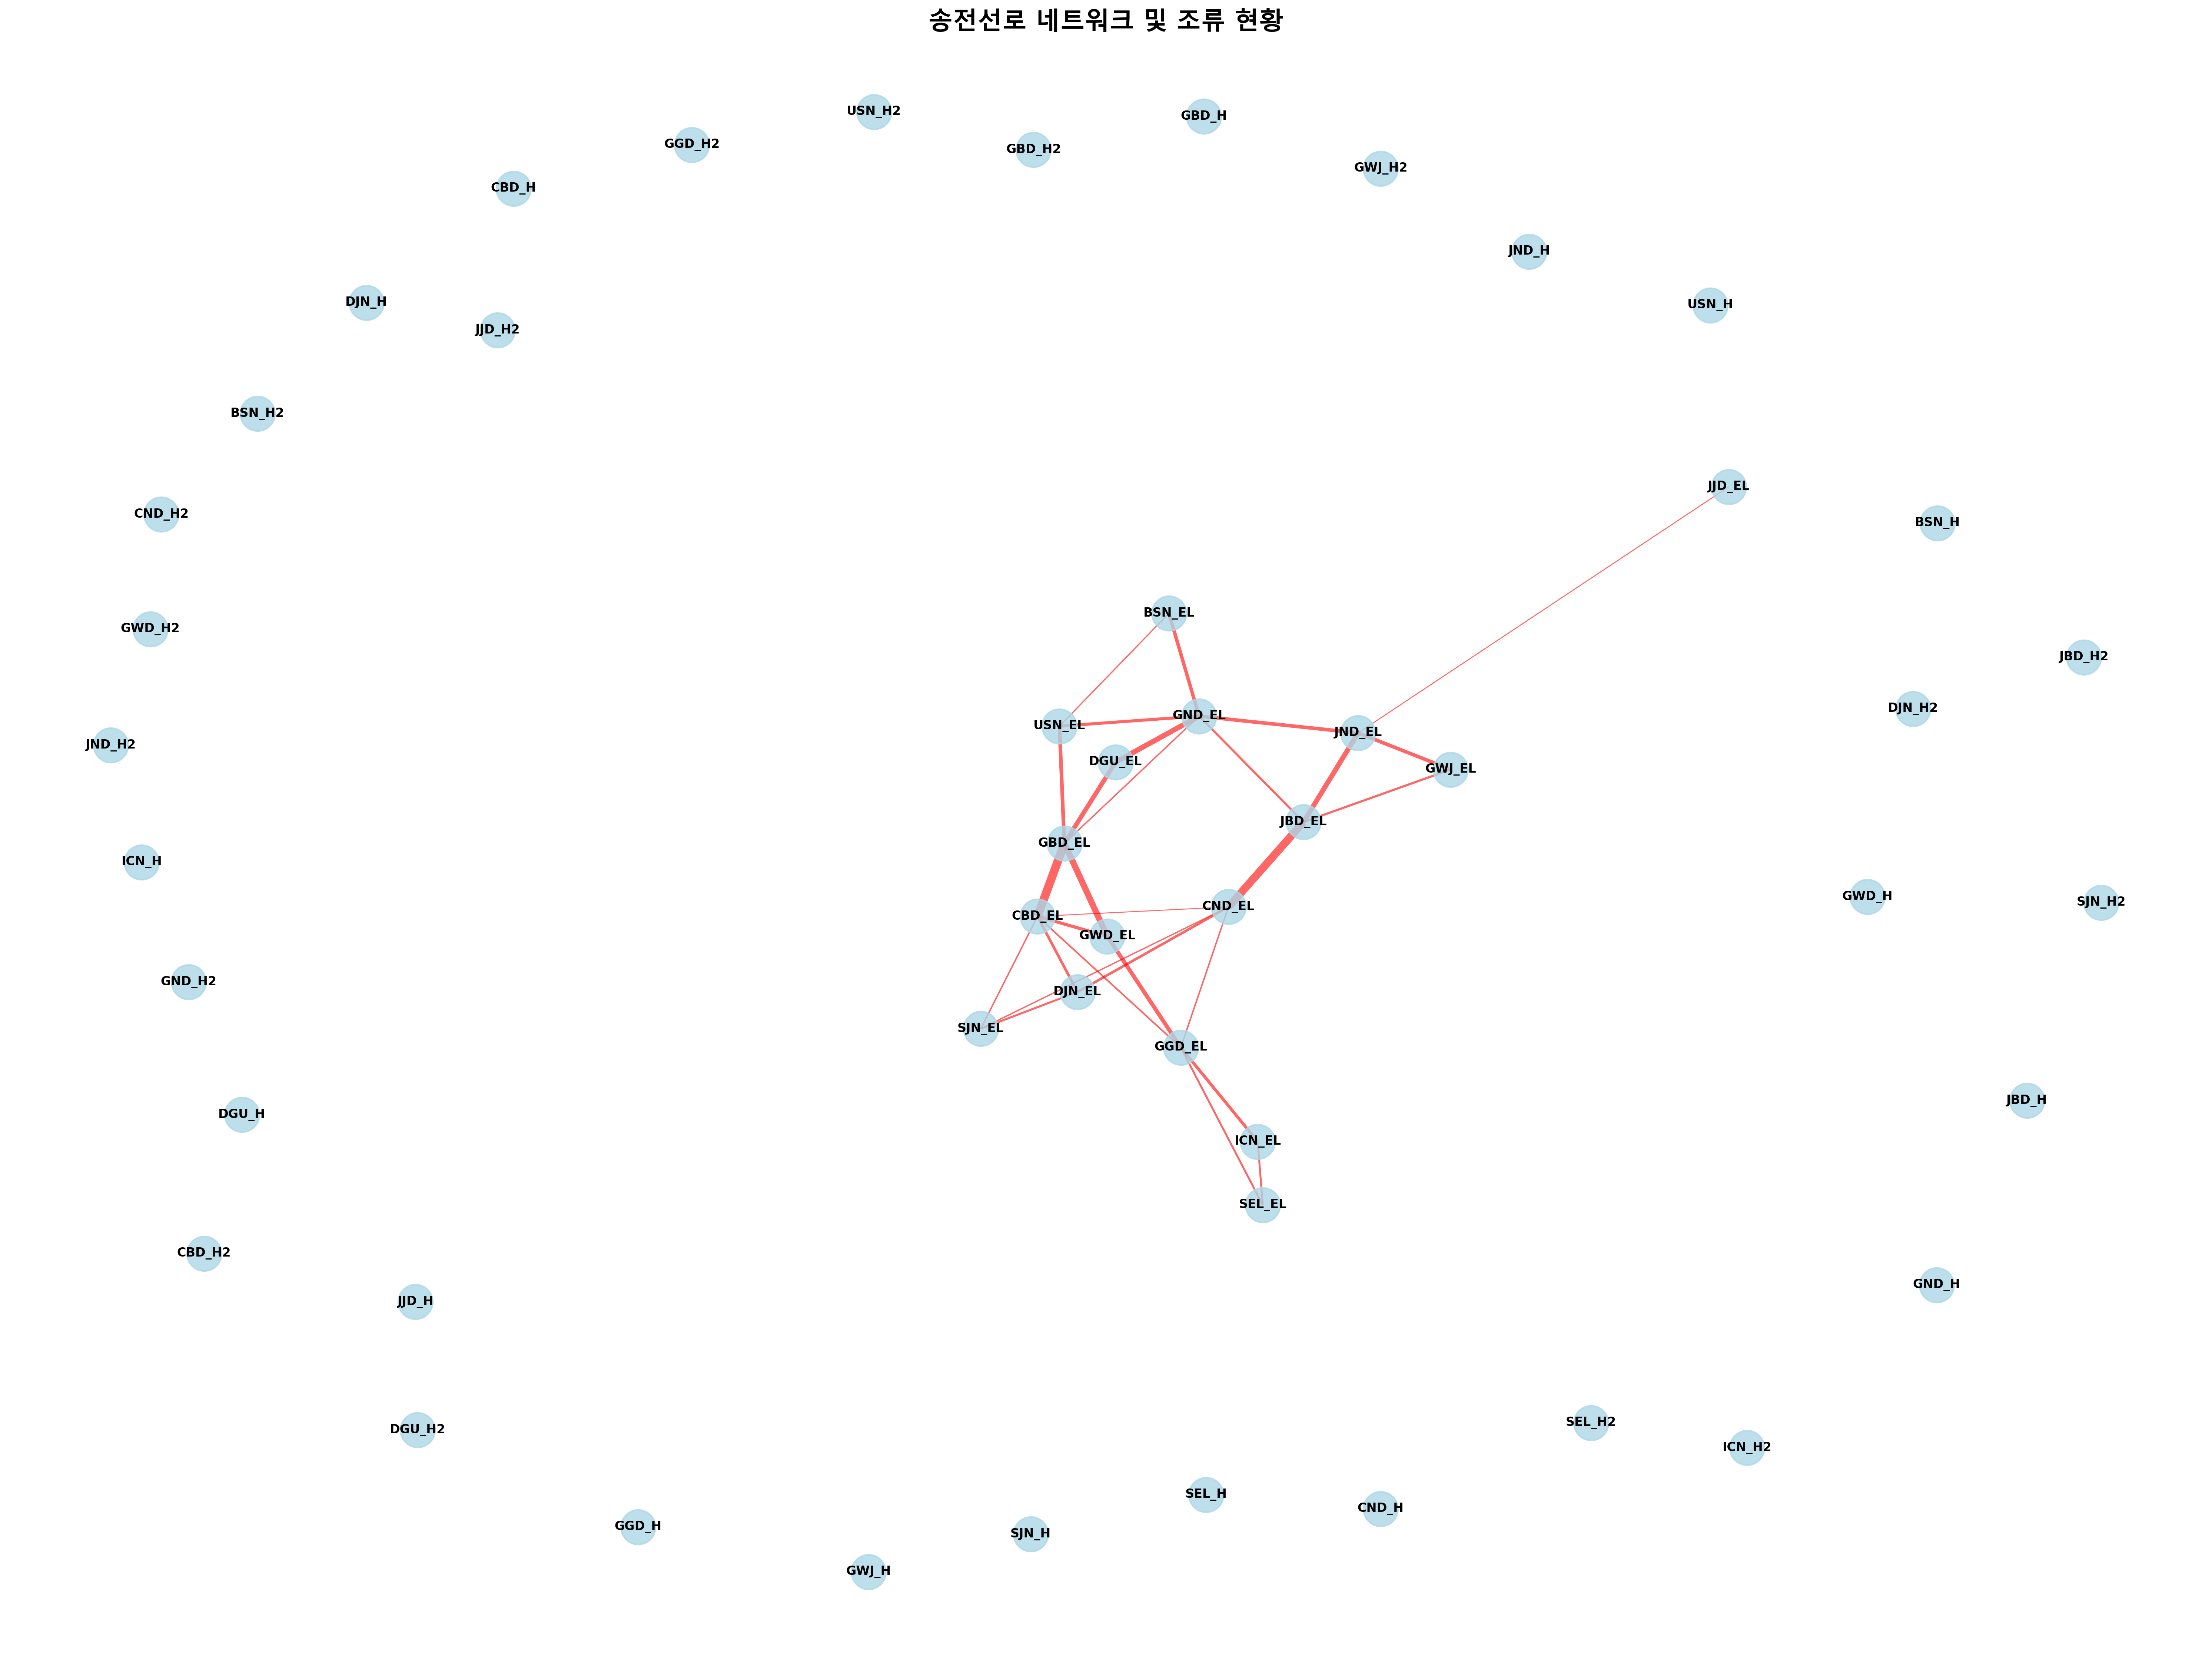 송전선로 네트워크 및 조류 현황
USN_H2
GBD_H
GGD_H2
GBD_H2
GWJ_H2
CBD_H
JND_H
DJN_H
USN_H
JJD_H2
BSN_H2
JJD_EL
CND_H2
BSN_H
BSN_EL
GWD_H2
JBD_H2
DJN_H2
GND_EL
USN_EL
JND_EL
JND_H2
DGU_EL
GWJ_EL
JBD_EL
GBD_EL
ICN_H
GWD_H
SJN_H2
CND_EL
CBD_EL
GWD_EL
GND_H2
DJN_EL
SJN_EL
GGD_EL
JBD_H
DGU_H
ICN_EL
SEL_EL
CBD_H2
GND_H
JJD_H
SEL_H2
DGU_H2
ICN_H2
SEL_H
CND_H
GGD_H
SJN_H
GWJ_H